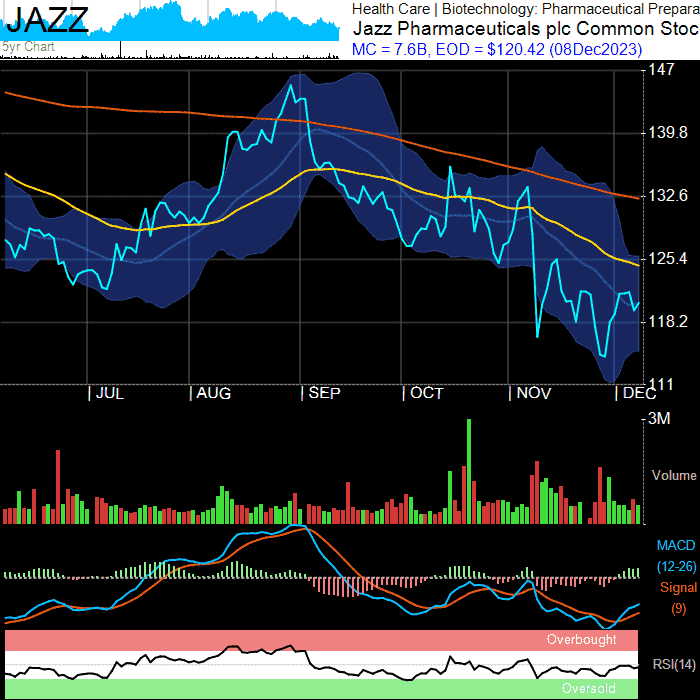 JAZZ
5yr Chart
Health Care | Biotechnology: Pharmaceutical Prepara
Jazz Pharmaceuticals plc Common Stoc
MC = 7.6B, EOD = $120.42 (08Dec2023)
147
139.8
132.6
125.4
118.2
111
| JUL | AUG | SEP | OCT | NOV | DEC
3M
Volume
MACD
(12-26)
Signal
(9)
Overbought
RSI(14)
Oversold